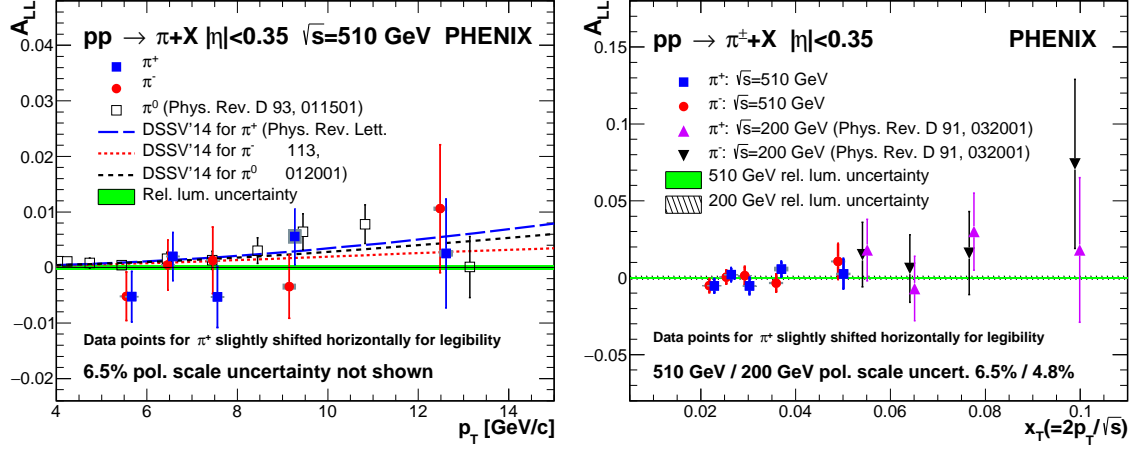 A_LL
pp → π+X |η|<0.35 √s=510 GeV PHENIX
π⁺
π⁻
π⁰ (Phys. Rev. D 93, 011501)
DSSV'14 for π⁺ (Phys. Rev. Lett.
DSSV'14 for π⁻ 113,
DSSV'14 for π⁰ 012001)
Rel. lum. uncertainty
0.04
0.02
0.01
0
−0.01
−0.02
Data points for π⁺ slightly shifted horizontally for legibility
6.5% pol. scale uncertainty not shown
4 6 8 10 12 14
p_T [GeV/c]
A_LL
pp → π±+X |η|<0.35 PHENIX
π⁺: √s=510 GeV
π⁻: √s=510 GeV
π⁺: √s=200 GeV (Phys. Rev. D 91, 032001)
π⁻: √s=200 GeV (Phys. Rev. D 91, 032001)
510 GeV rel. lum. uncertainty
200 GeV rel. lum. uncertainty
0.15
0.1
0.05
0
−0.05
Data points for π⁺ slightly shifted horizontally for legibility
510 GeV / 200 GeV pol. scale uncert. 6.5% / 4.8%
0.02 0.04 0.06 0.08 0.1
x_T(=2p_T/√s)